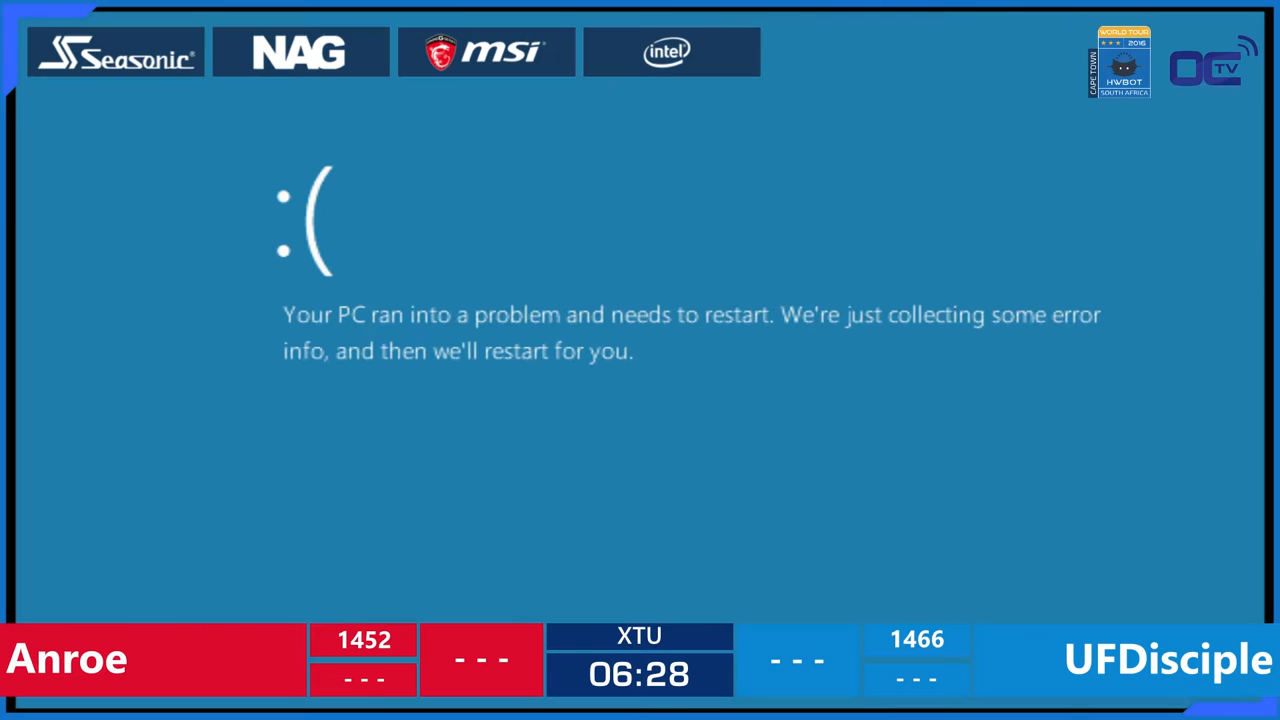 Seasonic
NAG
msi
intel
CAPE TOWN
WORLD TOUR
2016
HWBOT
SOUTH AFRICA
OCTV
:(
Your PC ran into a problem and needs to restart. We're just collecting some error
info, and then we'll restart for you.
Anroe
1452
- - -
- - -
XTU
06:28
- - -
1466
- - -
UFDisciple